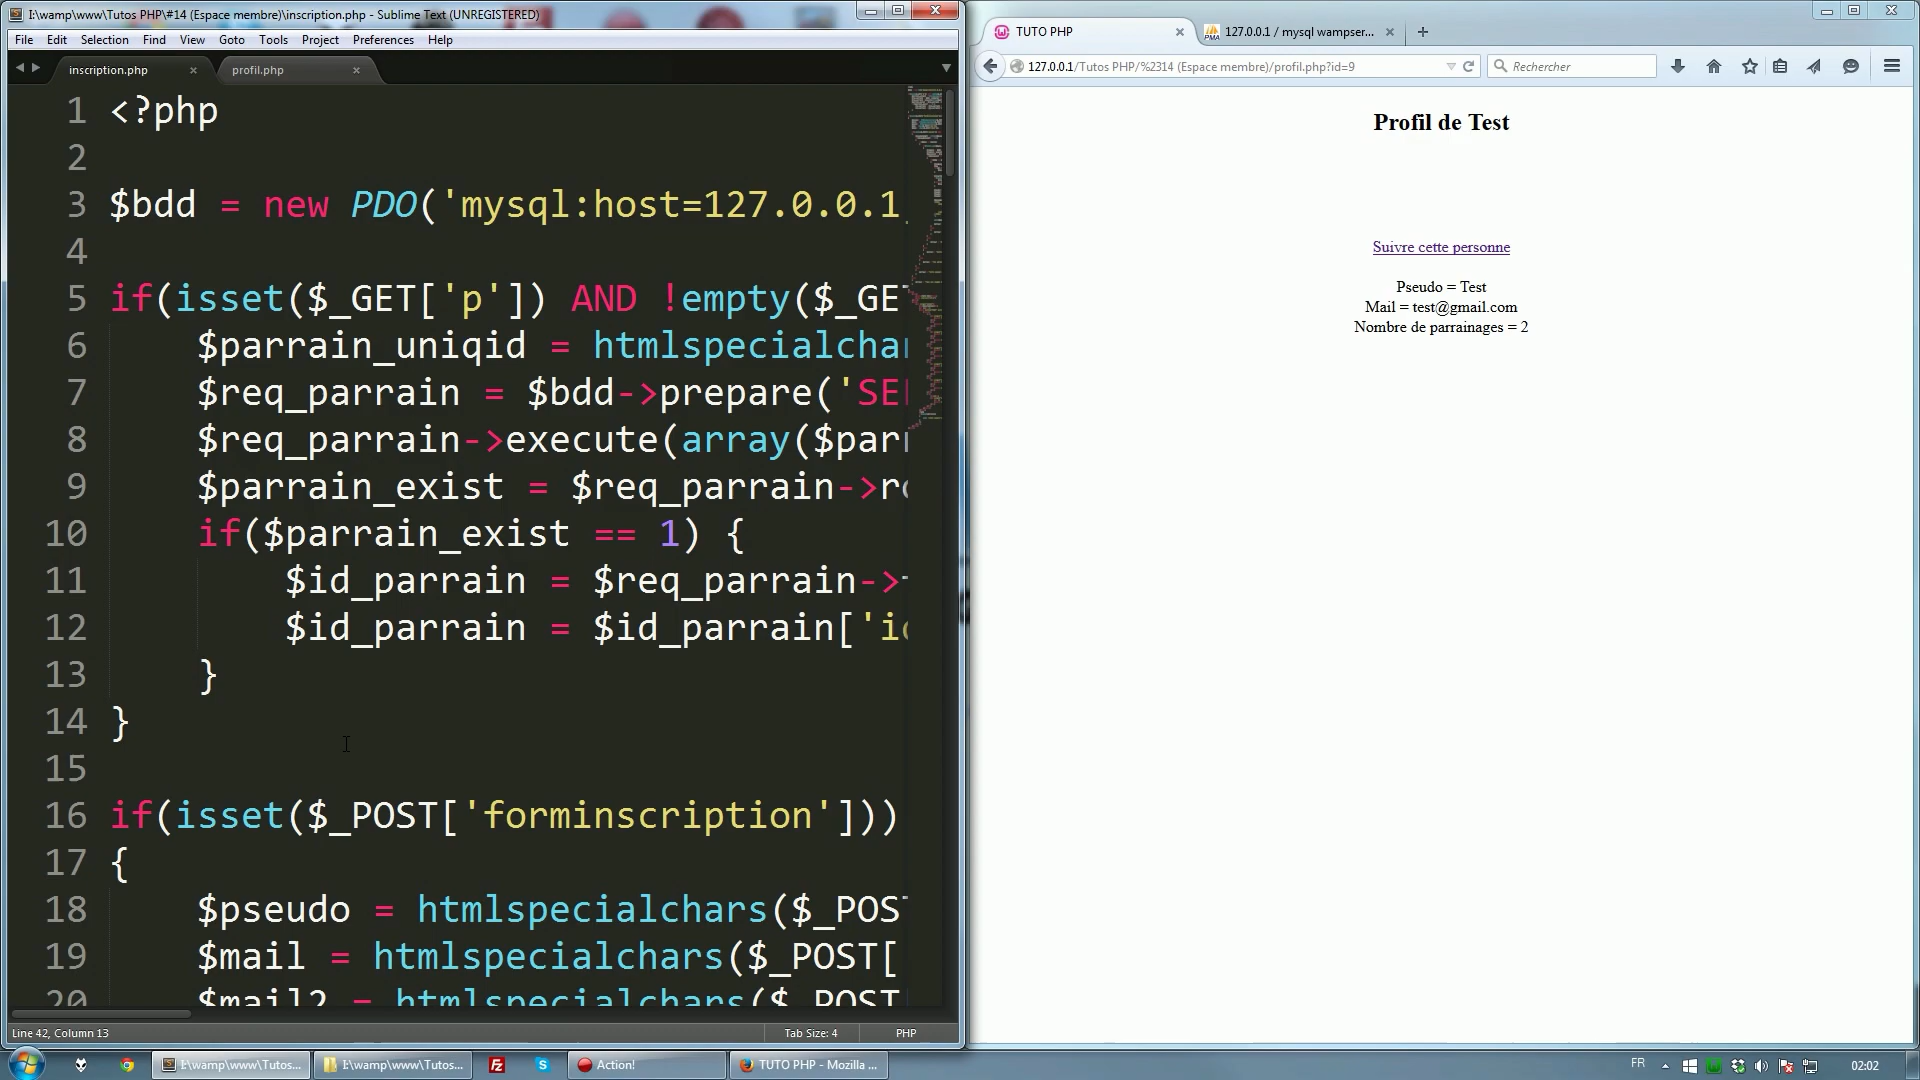 I:\wamp\www\Tutos PHP\#14 (Espace membre)\inscription.php - Sublime Text (UNREGISTERED)
File Edit Selection Find View Goto Tools Project Preferences Help
inscription.php
profil.php
1 <?php
2
3 $bdd = new PDO('mysql:host=127.0.0.1
4
5 if(isset($_GET['p']) AND !empty($_GE
6 $parrain_uniqid = htmlspecialchar
7 $req_parrain = $bdd->prepare('SEL
8 $req_parrain->execute(array($parr
9 $parrain_exist = $req_parrain->ro
10 if($parrain_exist == 1) {
11 $id_parrain = $req_parrain->
12 $id_parrain = $id_parrain['id
13 }
14 }
15
16 if(isset($_POST['forminscription']))
17 {
18 $pseudo = htmlspecialchars($_POS
19 $mail = htmlspecialchars($_POST[
20 $mail2 = htmlspecialchars($_POST
Line 42, Column 13
Tab Size: 4
PHP
TUTO PHP
127.0.0.1 / mysql wampser...
127.0.0.1/Tutos PHP/%2314 (Espace membre)/profil.php?id=9
Rechercher
Profil de Test
Suivre cette personne
Pseudo = Test
Mail = test@gmail.com
Nombre de parrainages = 2
I:\wamp\www\Tutos...
I:\wamp\www\Tutos...
Action!
TUTO PHP - Mozilla ...
FR
02:02